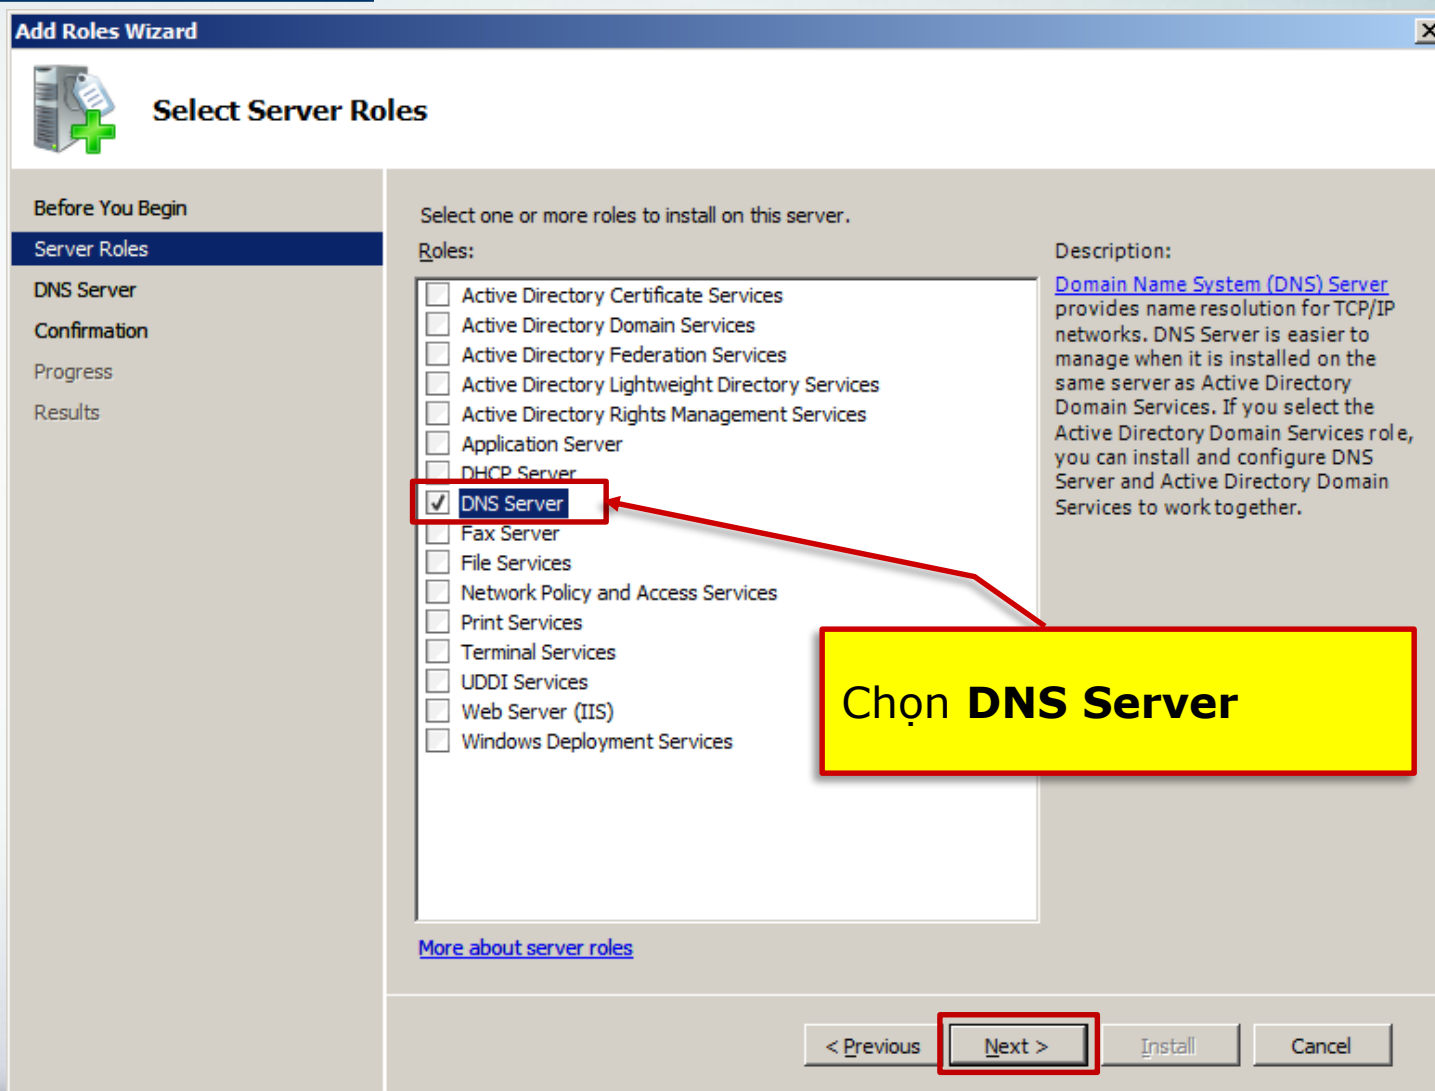 Add Roles Wizard
Select Server Roles
Before You Begin
Server Roles
DNS Server
Confirmation
Progress
Results
Select one or more roles to install on this server.
Roles:
Active Directory Certificate Services
Active Directory Domain Services
Active Directory Federation Services
Active Directory Lightweight Directory Services
Active Directory Rights Management Services
Application Server
DHCP Server
DNS Server
Fax Server
File Services
Network Policy and Access Services
Print Services
Terminal Services
UDDI Services
Web Server (IIS)
Windows Deployment Services
More about server roles
Description:
Domain Name System (DNS) Server
provides name resolution for TCP/IP
networks. DNS Server is easier to
manage when it is installed on the
same server as Active Directory
Domain Services. If you select the
Active Directory Domain Services role,
you can install and configure DNS
Server and Active Directory Domain
Services to work together.
Chọn DNS Server
< Previous
Next >
Install
Cancel